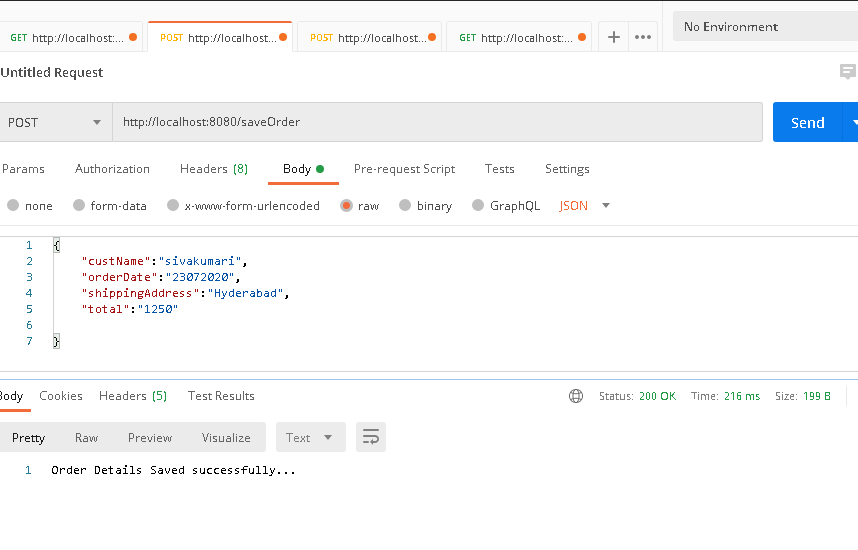 GET http://localhost:... POST http://localhost... POST http://localhost... GET http://localhost:... + ••• No Environment
Untitled Request
POST http://localhost:8080/saveOrder Send
Params Authorization Headers (8) Body Pre-request Script Tests Settings
none form-data x-www-form-urlencoded raw binary GraphQL JSON
1 {
2 "custName":"sivakumari",
3 "orderDate":"23072020",
4 "shippingAddress":"Hyderabad",
5 "total":"1250"
6
7 }
Body Cookies Headers (5) Test Results Status: 200 OK Time: 216 ms Size: 199 B
Pretty Raw Preview Visualize Text
1 Order Details Saved successfully...